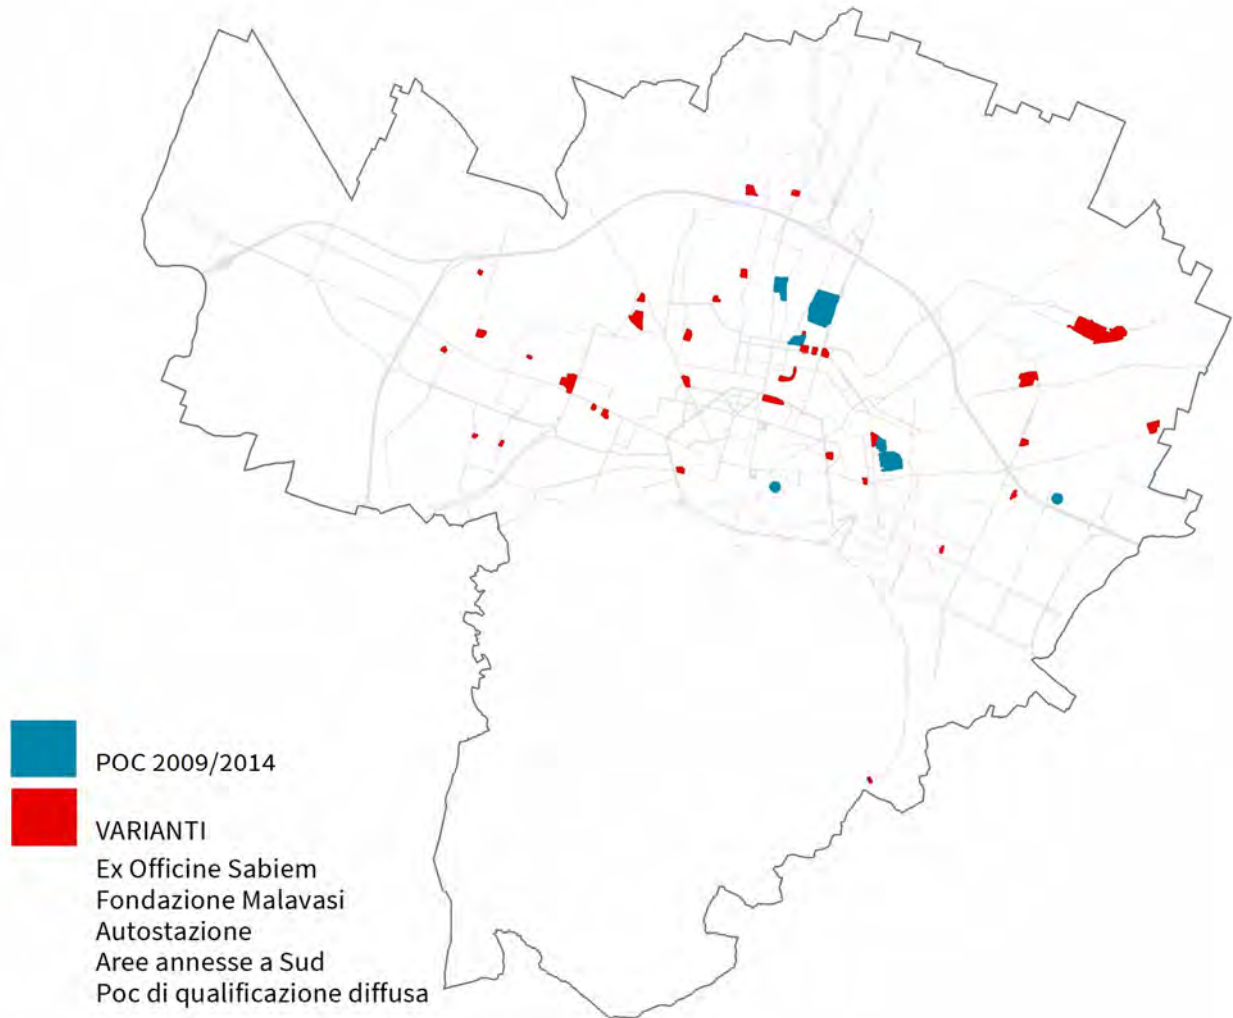 POC 2009/2014
VARIANTI
Ex Officine Sabiem
Fondazione Malavasi
Autostazione
Aree annesse a Sud
Poc di qualificazione diffusa